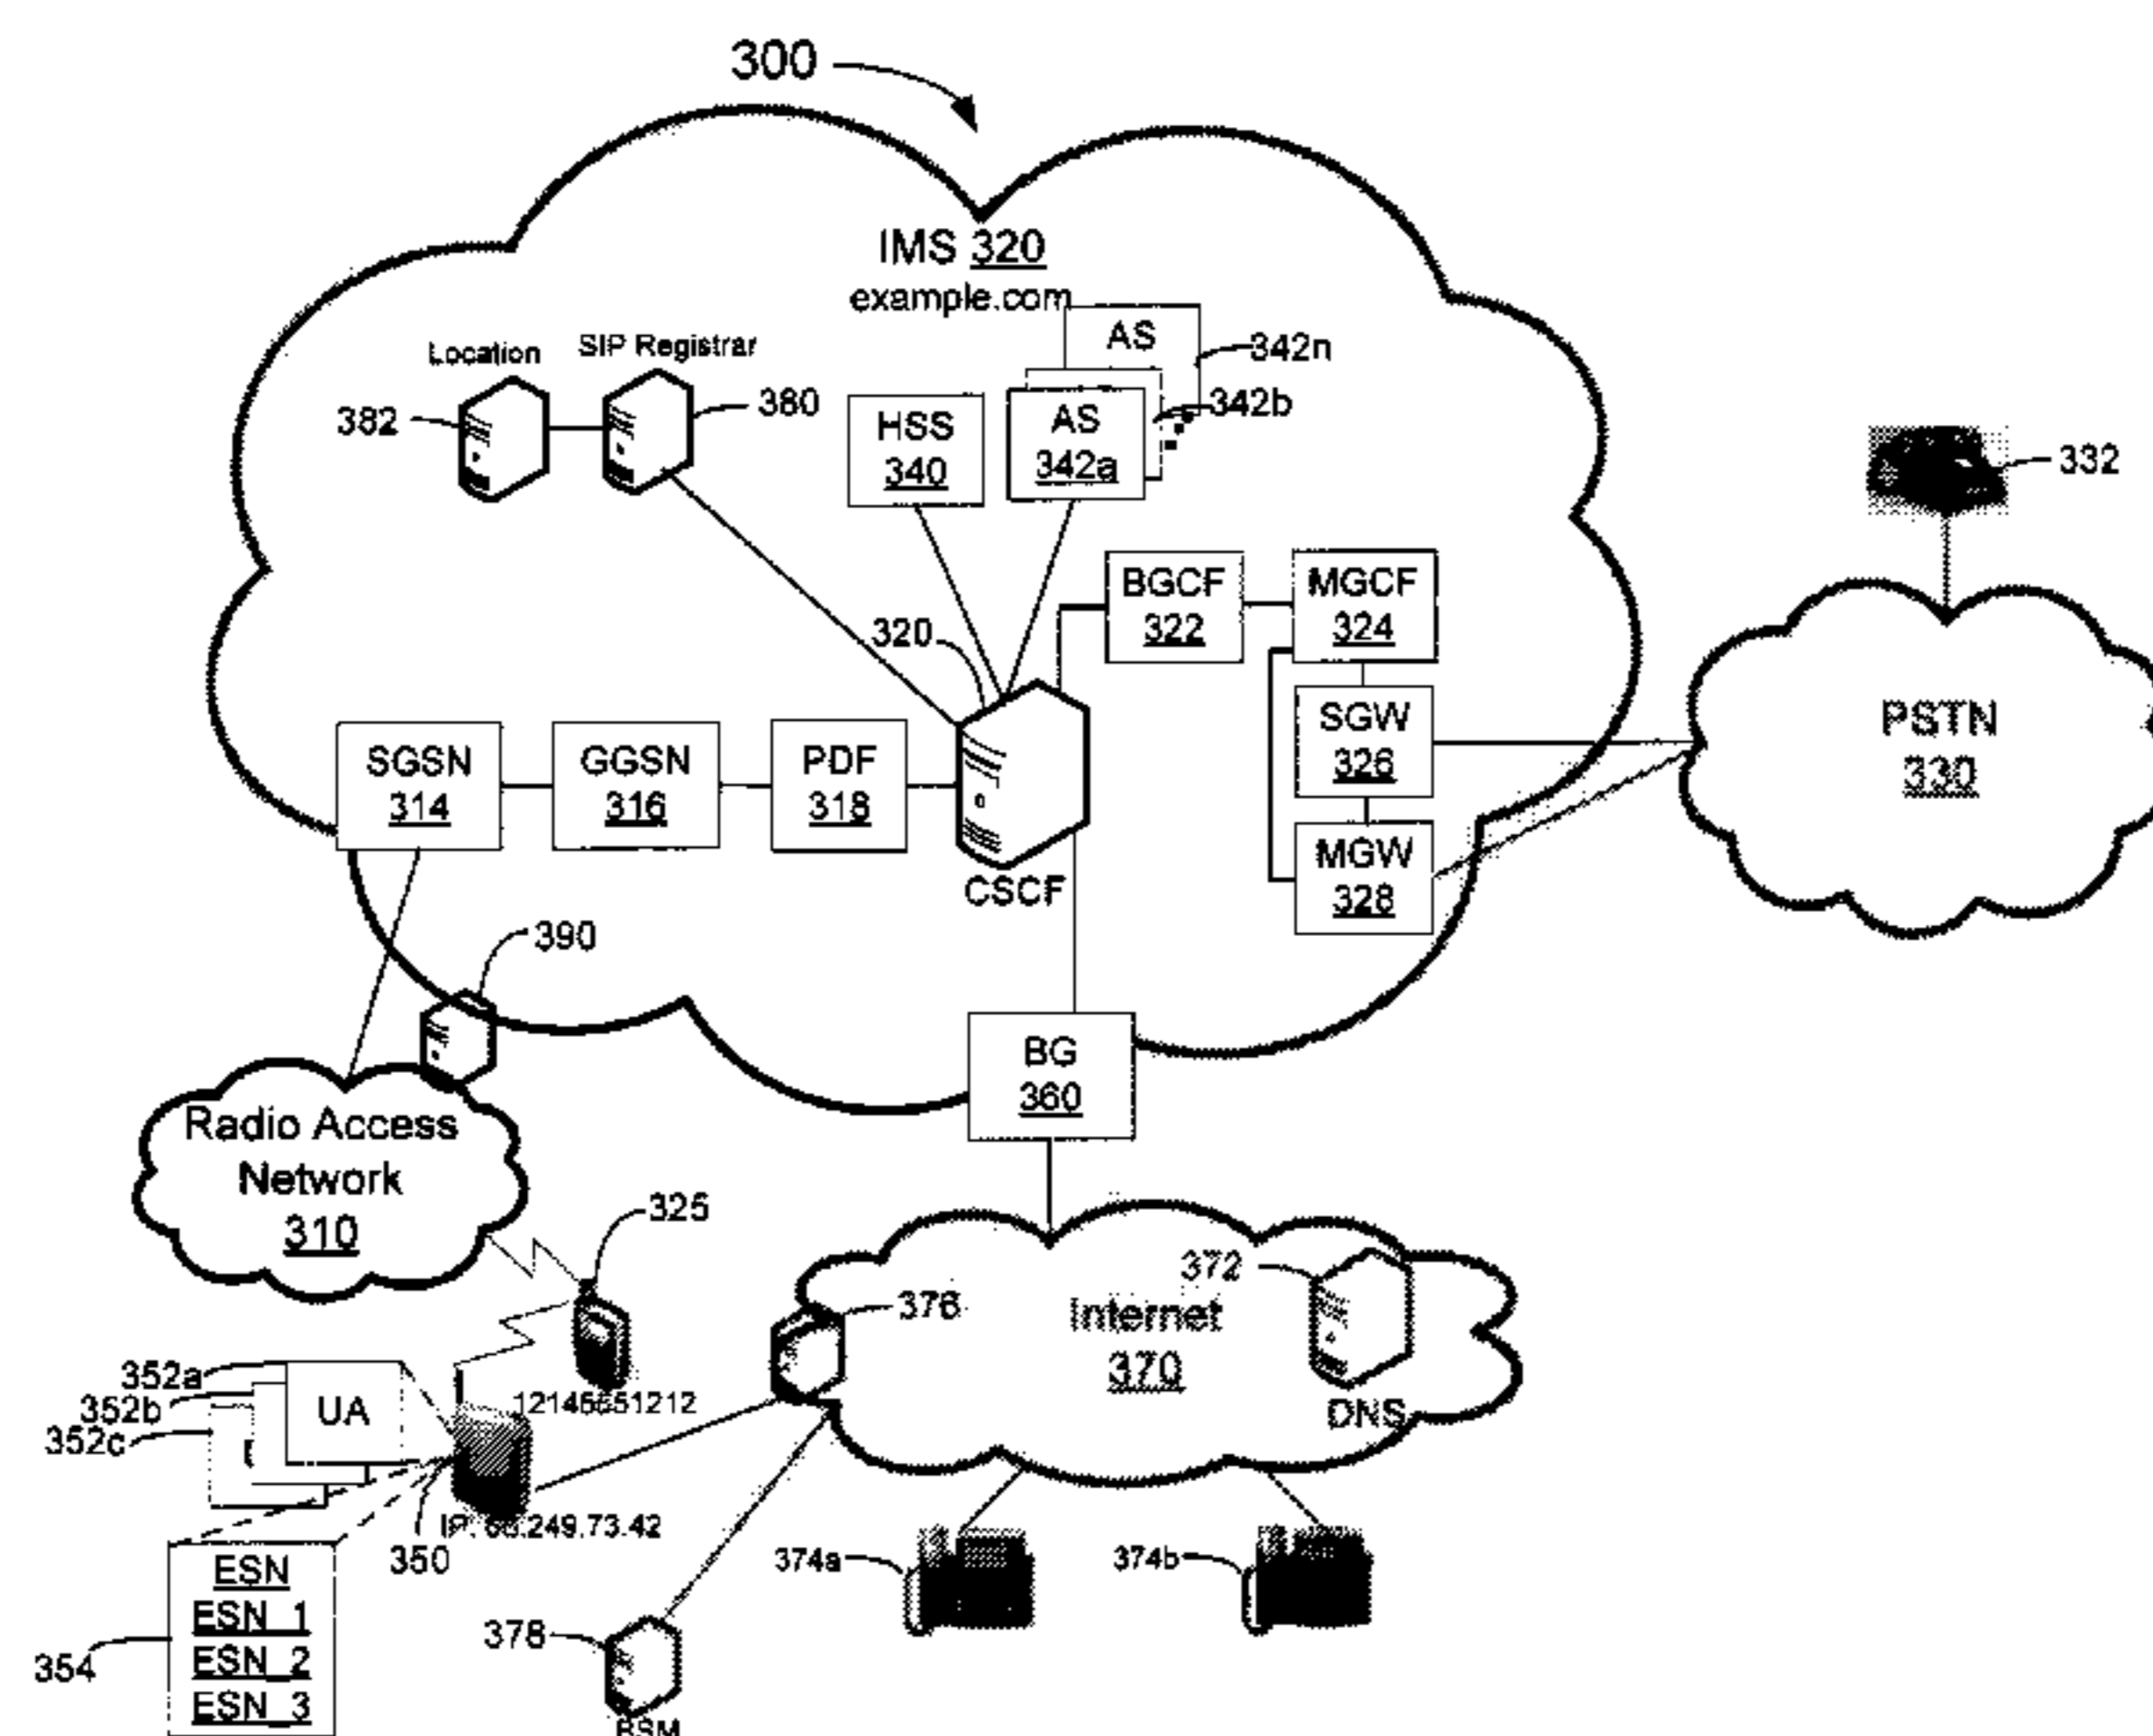 300
IMS 320
example.com
Location
SIP Registrar
382
380
AS
342n
342b
HSS
340
AS
342a
332
BGCF
322
MGCF
324
320
SGW
326
PSTN
330
SGSN
314
GGSN
316
PDF
318
MGW
328
CSCF
390
BG
360
Radio Access
Network
310
325
372
376
Internet
370
DNS
352a
352b
352c
UA
350
374a
374b
ESN
ESN_1
ESN_2
ESN_3
354
378
BSM